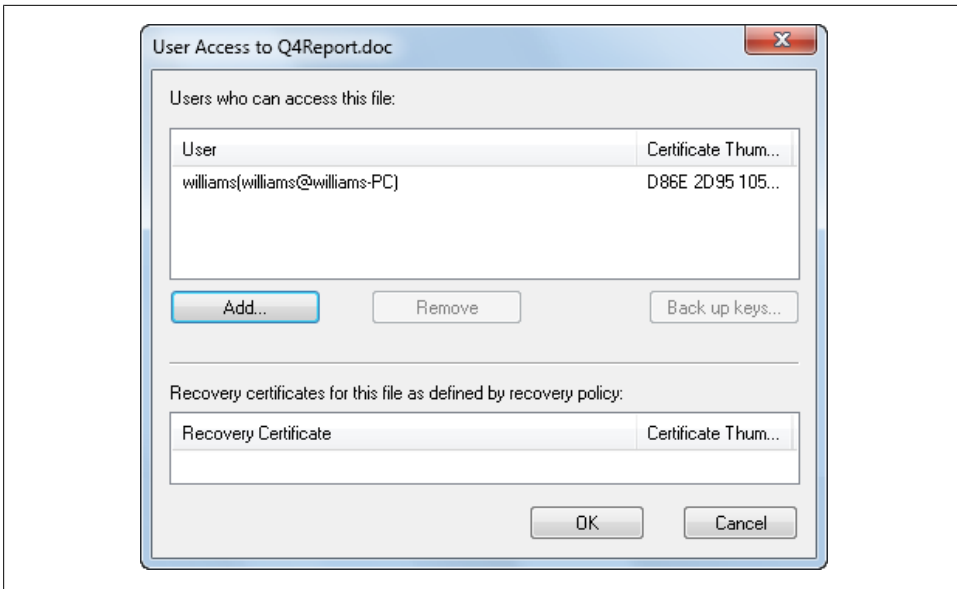 User Access to Q4Report.doc
Users who can access this file:
User Certificate Thum...
williams(williams@williams-PC) D86E 2D95 105...
Add... Remove Back up keys...
Recovery certificates for this file as defined by recovery policy:
Recovery Certificate Certificate Thum...
OK Cancel